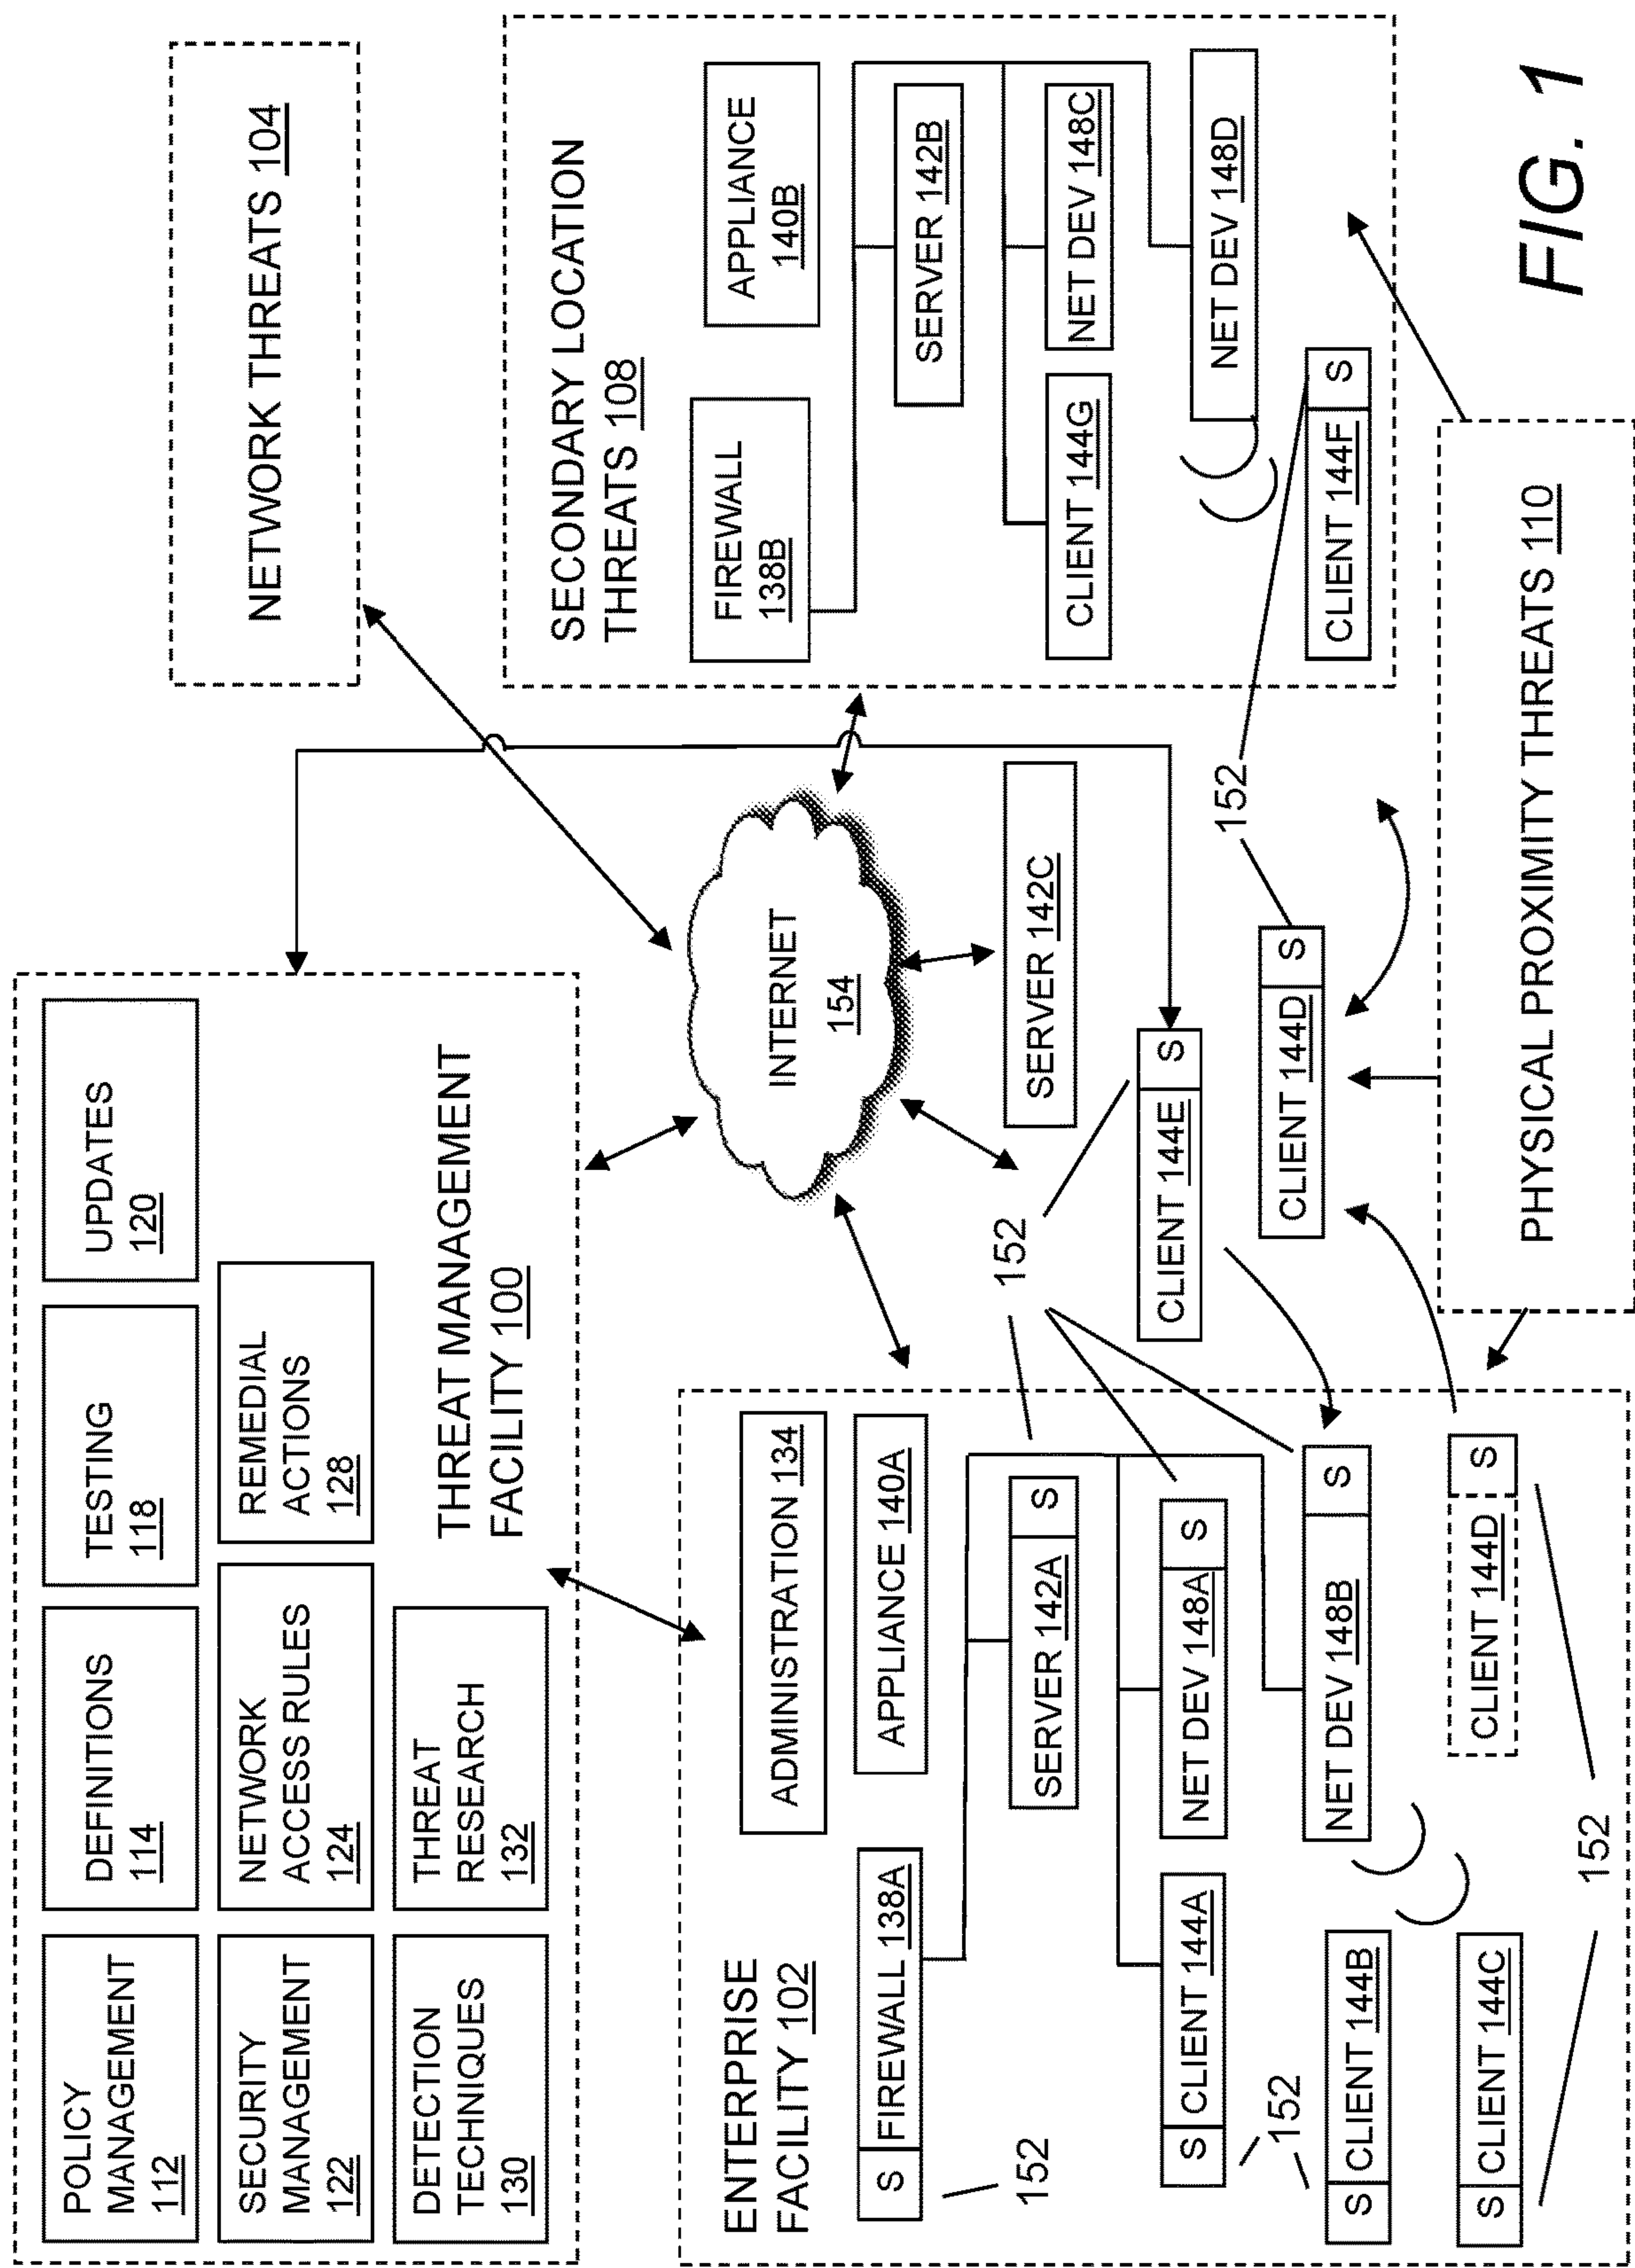 POLICY
MANAGEMENT
112
DEFINITIONS
114
TESTING
118
UPDATES
120
SECURITY
MANAGEMENT
122
NETWORK
ACCESS RULES
124
REMEDIAL
ACTIONS
128
DETECTION
TECHNIQUES
130
THREAT
RESEARCH
132
THREAT MANAGEMENT
FACILITY 100
NETWORK THREATS 104
INTERNET
154
SERVER 142C
SECONDARY LOCATION
THREATS 108
FIREWALL
138B
APPLIANCE
140B
SERVER 142B
CLIENT 144G
NET DEV 148C
NET DEV 148D
CLIENT 144F
S
152
ENTERPRISE
FACILITY 102
ADMINISTRATION 134
APPLIANCE 140A
S
FIREWALL 138A
152
SERVER 142A
S
152
S
CLIENT 144A
NET DEV 148A
S
152
S
CLIENT 144B
NET DEV 148B
S
S
CLIENT 144C
CLIENT 144D
S
152
CLIENT 144E
S
CLIENT 144D
S
PHYSICAL PROXIMITY THREATS 110
FIG. 1